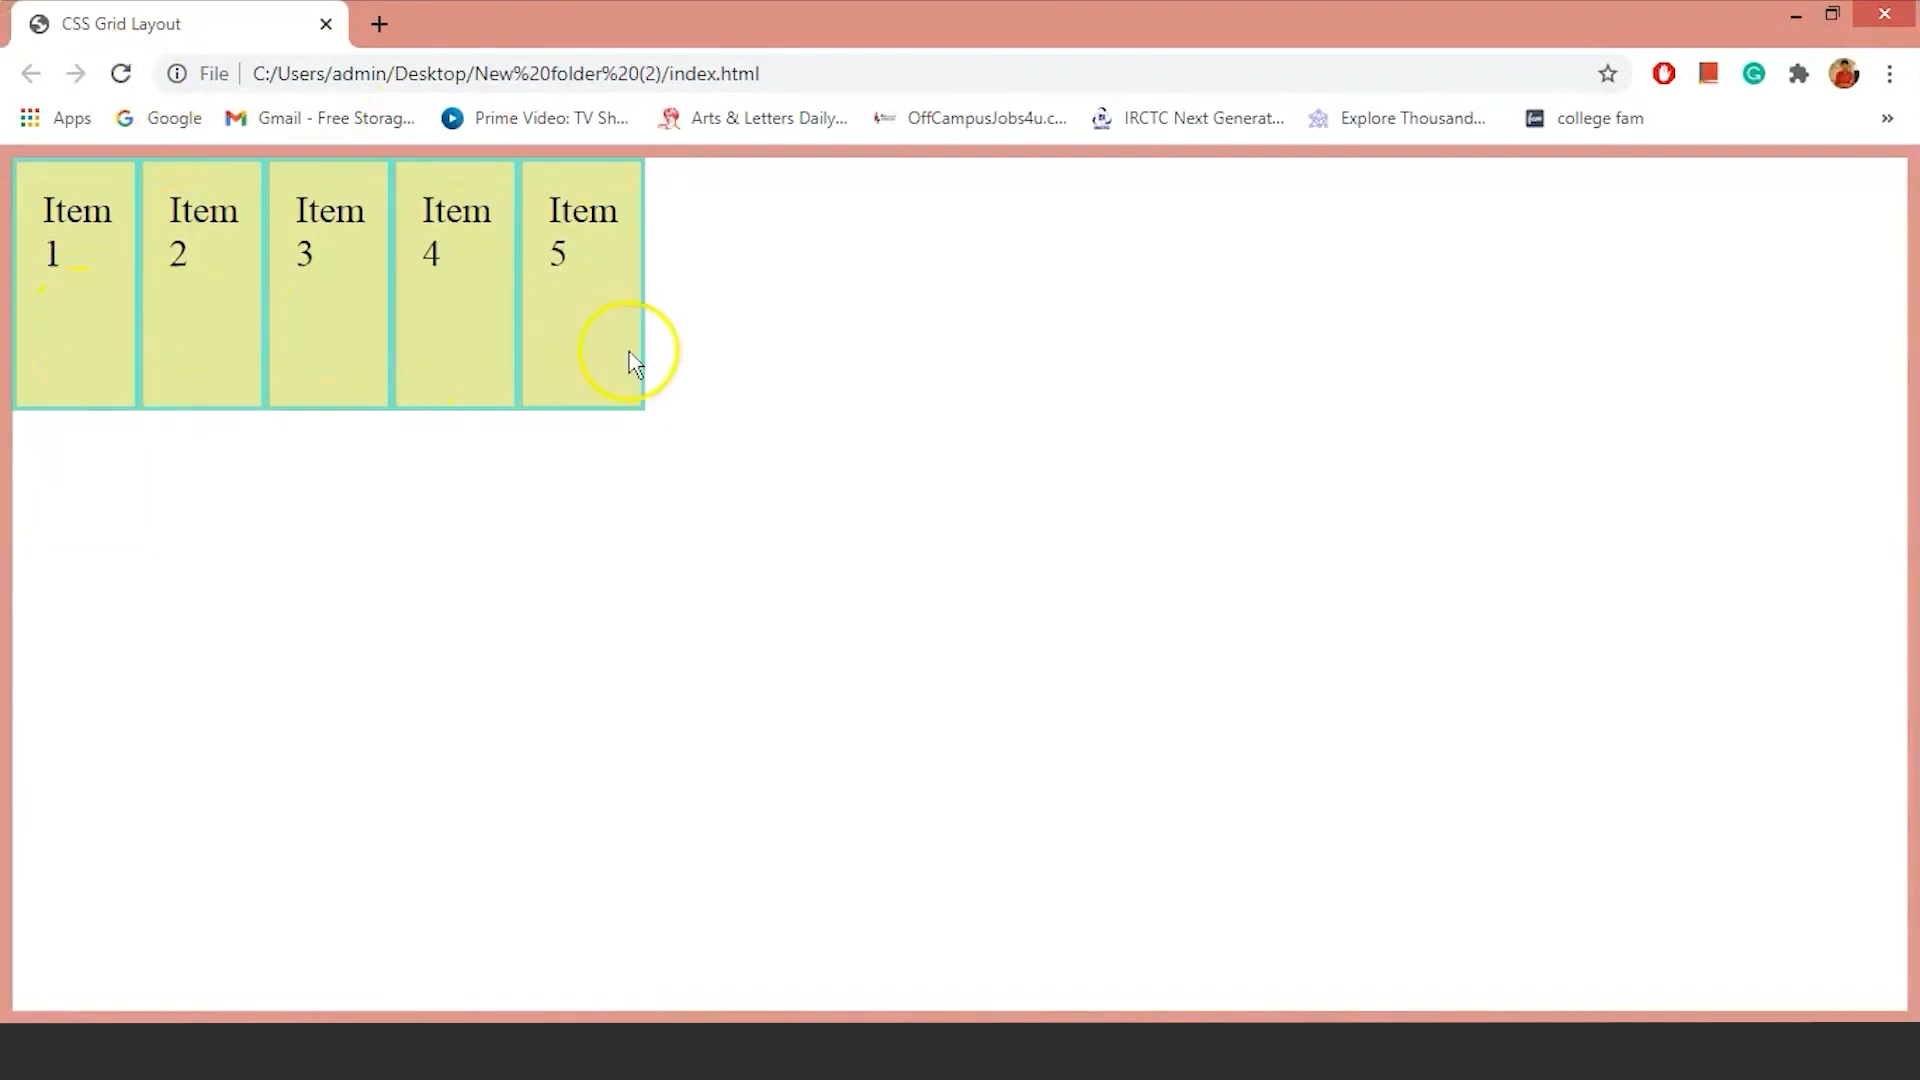 CSS Grid Layout
File C:/Users/admin/Desktop/New%20folder%20(2)/index.html
Apps Google Gmail - Free Storag... Prime Video: TV Sh... Arts & Letters Daily... OffCampusJobs4u.c... IRCTC Next Generat... Explore Thousand... fam college fam »
Item Item Item Item Item
1 2 3 4 5